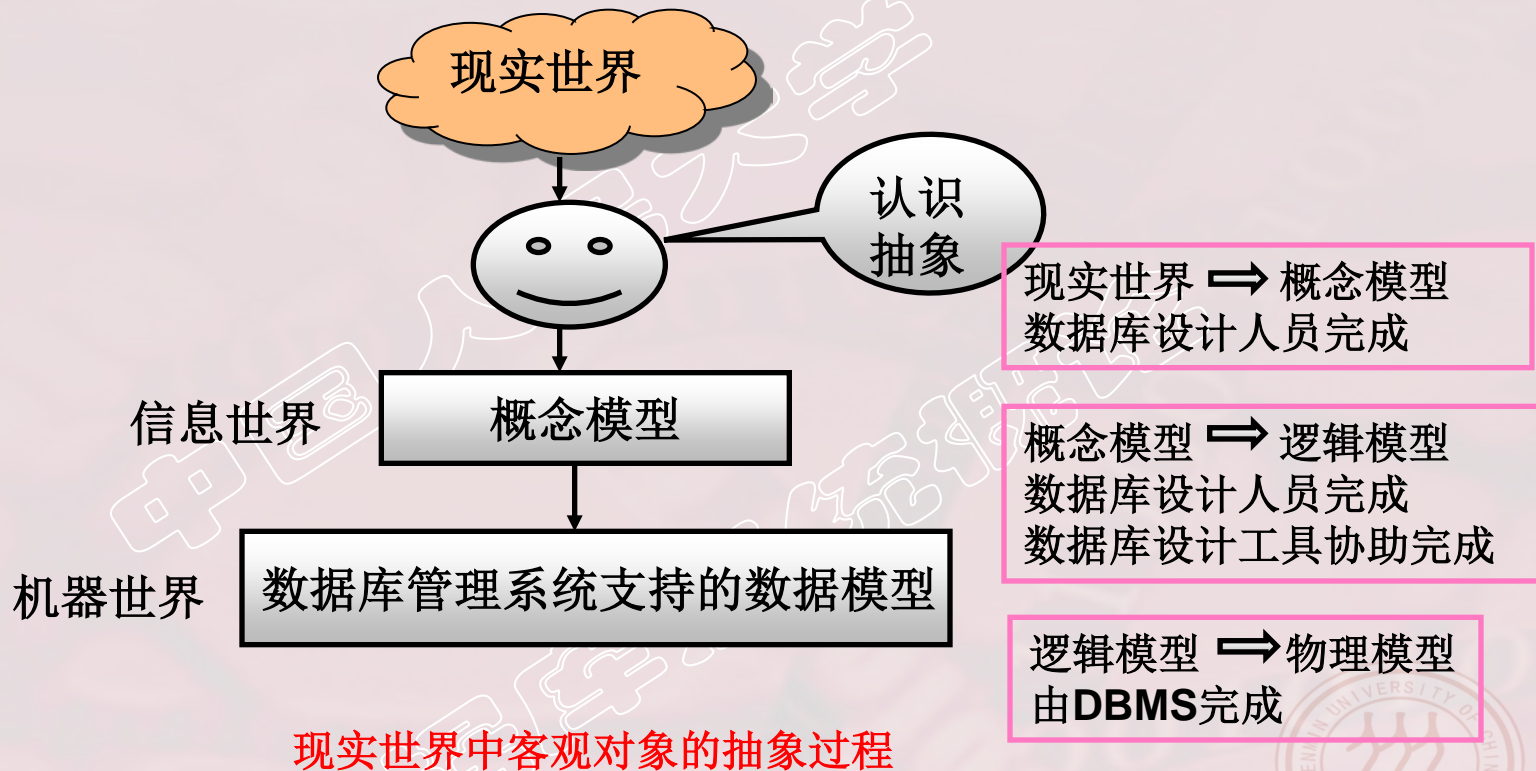 现实世界
认识
抽象
现实世界 ⇒ 概念模型
数据库设计人员完成
信息世界
概念模型
概念模型 ⇒ 逻辑模型
数据库设计人员完成
数据库设计工具协助完成
机器世界
数据库管理系统支持的数据模型
逻辑模型 ⇒ 物理模型
由DBMS完成
现实世界中客观对象的抽象过程